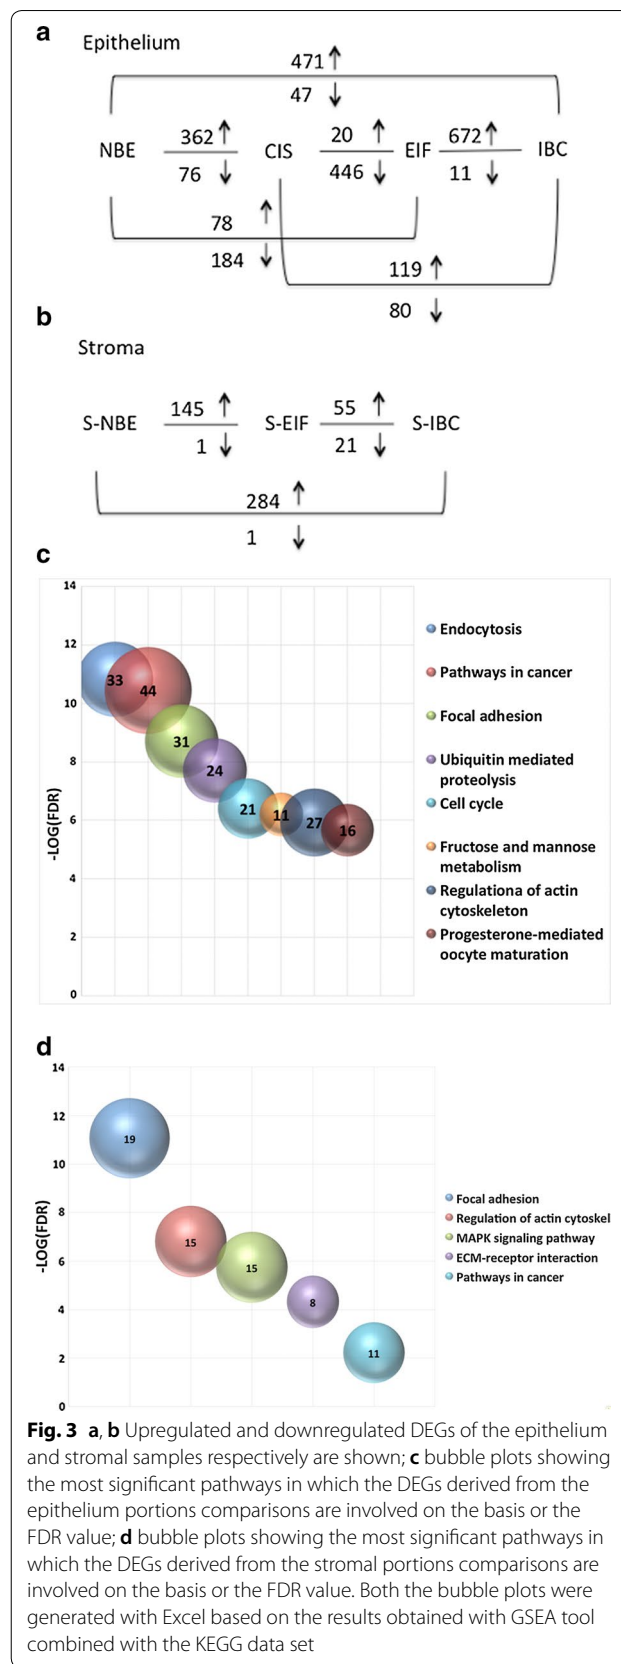 a
Epithelium
471↑
47 ↓
NBE 362↑ CIS 20 ↑ EIF 672↑ IBC
76 ↓ 446↓ 11 ↓
78 ↑
184 ↓
119↑
80 ↓
b
Stroma
S-NBE 145 ↑ S-EIF 55 ↑ S-IBC
1 ↓ 21 ↓
284 ↑
1 ↓
c
14
12
10
8
6
4
2
0
-LOG(FDR)
33
44
31
24
21
11
27
16
Endocytosis
Pathways in cancer
Focal adhesion
Ubiquitin mediated
proteolysis
Cell cycle
Fructose and mannose
metabolism
Regulationa of actin
cytoskeleton
Progesterone-mediated
oocyte maturation
d
14
12
10
8
6
4
2
0
-LOG(FDR)
19
15
15
8
11
Focal adhesion
Regulation of actin cytoskel
MAPK signaling pathway
ECM-receptor interaction
Pathways in cancer
Fig. 3 a, b Upregulated and downregulated DEGs of the epithelium
and stromal samples respectively are shown; c bubble plots showing
the most significant pathways in which the DEGs derived from the
epithelium portions comparisons are involved on the basis or the
FDR value; d bubble plots showing the most significant pathways in
which the DEGs derived from the stromal portions comparisons are
involved on the basis or the FDR value. Both the bubble plots were
generated with Excel based on the results obtained with GSEA tool
combined with the KEGG data set